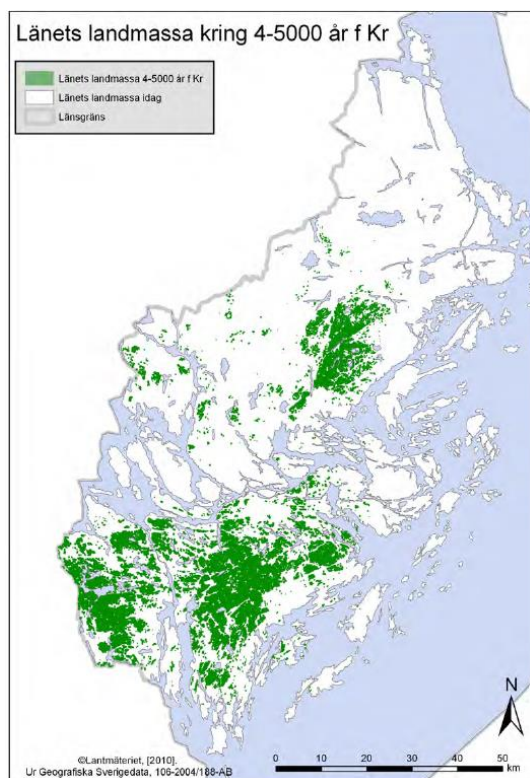 Länets landmassa kring 4-5000 år f Kr
Länets landmassa 4-5000 år f Kr
Länets landmassa idag
Länsgräns
N
©Lantmäteriet, [2010].
Ur Geografiska Sverigedata, 106-2004/188-AB
0 10 20 30 40 50
km